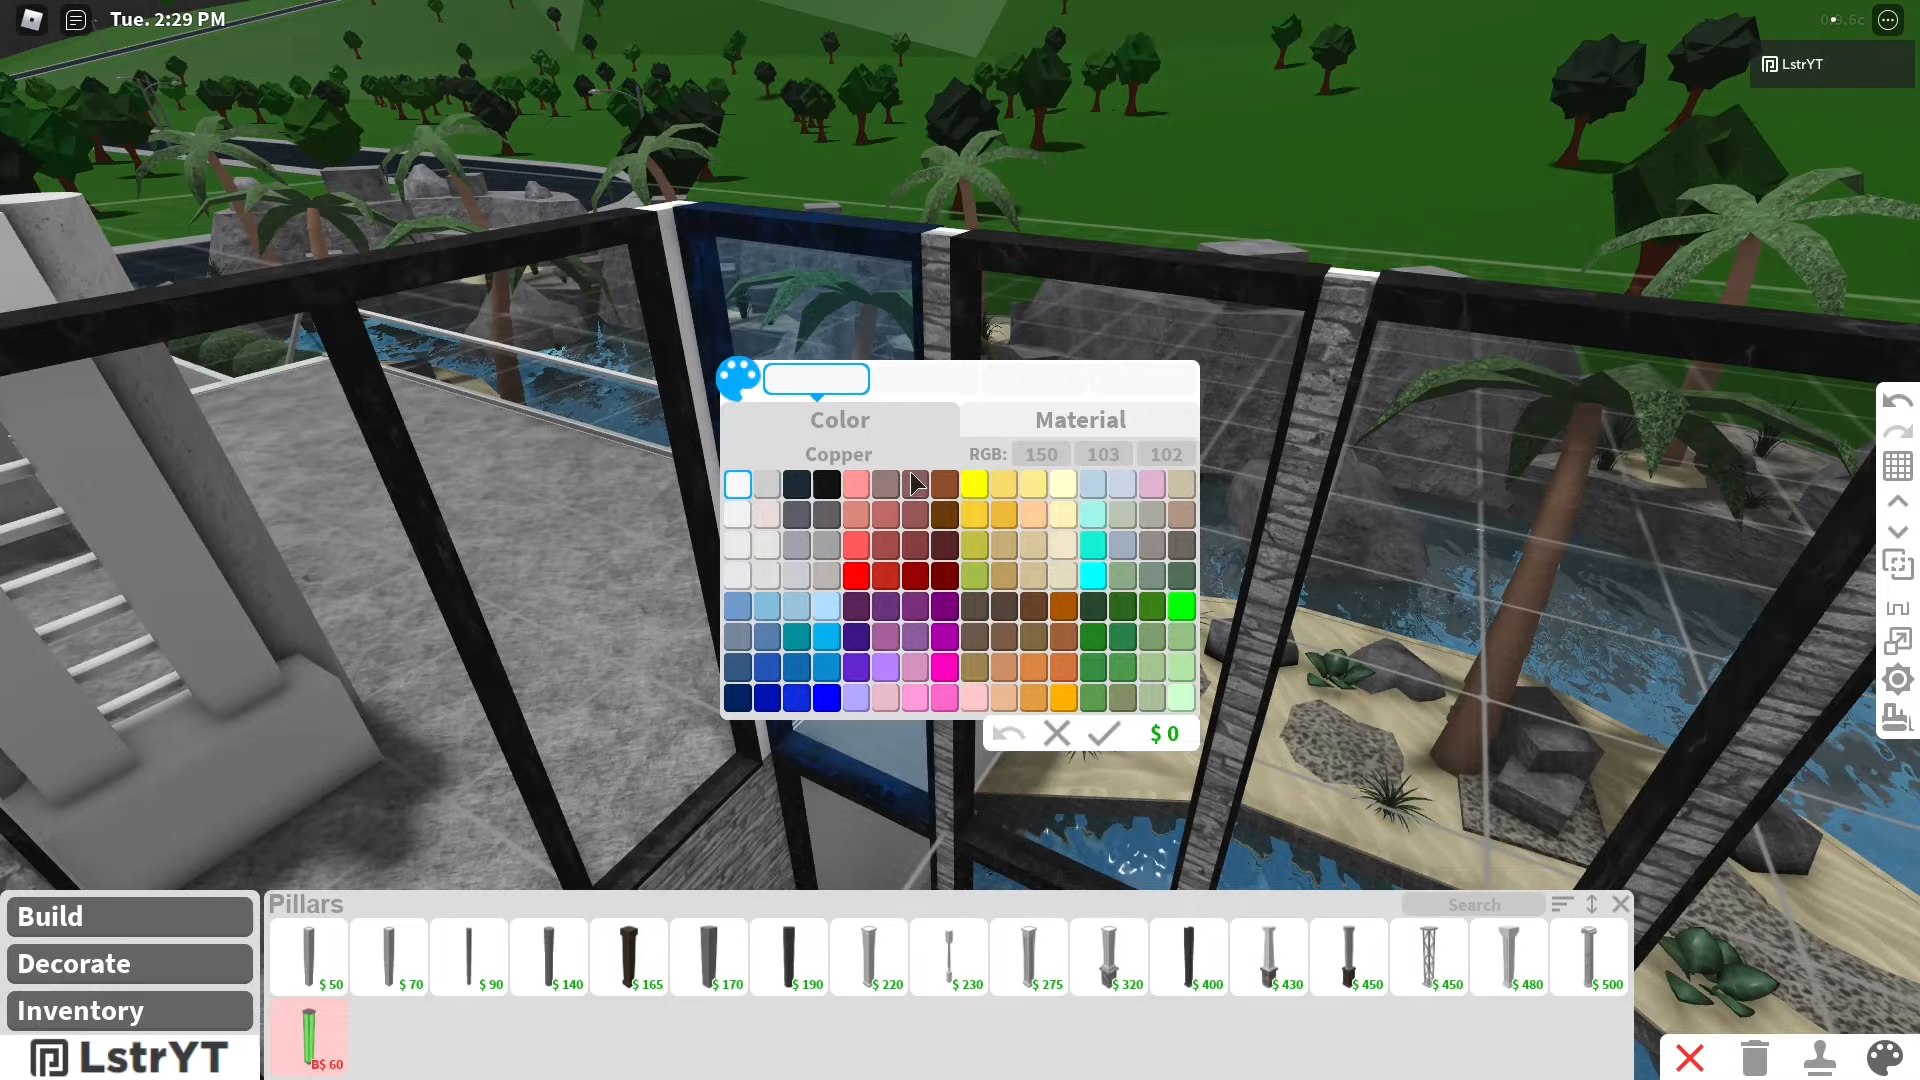 Tue. 2:29 PM
LstrYT
Color
Material
Copper
RGB: 150 103 102
$ 0
Build
Decorate
Inventory
LstrYT
Pillars
Search
$ 50
$ 70
$ 90
$ 140
$ 165
$ 170
$ 190
$ 220
$ 230
$ 275
$ 320
$ 400
$ 430
$ 450
$ 450
$ 480
$ 500
B$ 60